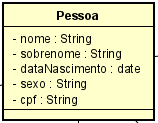 Pessoa
- nome : String
- sobrenome : String
- dataNascimento : date
- sexo : String
- cpf : String